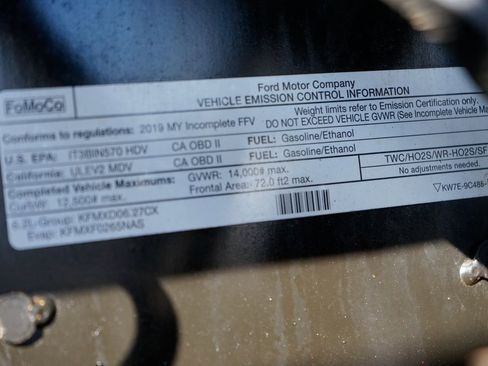 FoMoCo
Ford Motor Company
VEHICLE EMISSION CONTROL INFORMATION
Conforms to regulations: 2019 MY Incomplete FFV
Weight limits refer to Emission Certification only.
DO NOT EXCEED VEHICLE GVWR (See Incomplete Vehicle Ma
U.S. EPA: HDV CA OBD II FUEL: Gasoline/Ethanol
California: ULEV2 MDV CA OBD II FUEL: Gasoline/Ethanol
TWC/HO2S/WR-HO2S/SF
No adjustments needed.
Completed Vehicle Maximums: GVWR: 14,000# max.
CurbW: 12,500# max. Frontal Area: 72.0 ft2 max.
-Group: KFMXD06.27CX
Evap: KFMXF0265NAS
KW7E-9C485-